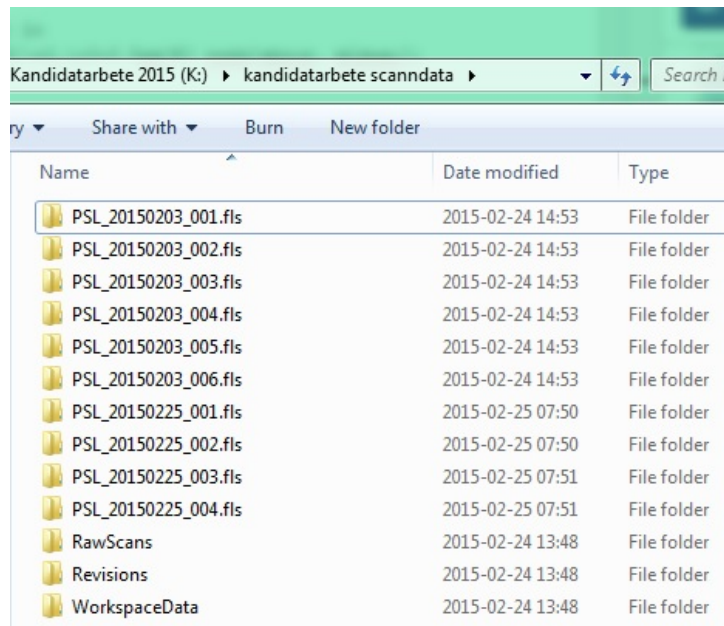 Kandidatarbete 2015 (K:) kandidatarbete scanndata Search
ry Share with Burn New folder
Name Date modified Type
PSL_20150203_001.fls 2015-02-24 14:53 File folder
PSL_20150203_002.fls 2015-02-24 14:53 File folder
PSL_20150203_003.fls 2015-02-24 14:53 File folder
PSL_20150203_004.fls 2015-02-24 14:53 File folder
PSL_20150203_005.fls 2015-02-24 14:53 File folder
PSL_20150203_006.fls 2015-02-24 14:53 File folder
PSL_20150225_001.fls 2015-02-25 07:50 File folder
PSL_20150225_002.fls 2015-02-25 07:50 File folder
PSL_20150225_003.fls 2015-02-25 07:51 File folder
PSL_20150225_004.fls 2015-02-25 07:51 File folder
RawScans 2015-02-24 13:48 File folder
Revisions 2015-02-24 13:48 File folder
WorkspaceData 2015-02-24 13:48 File folder